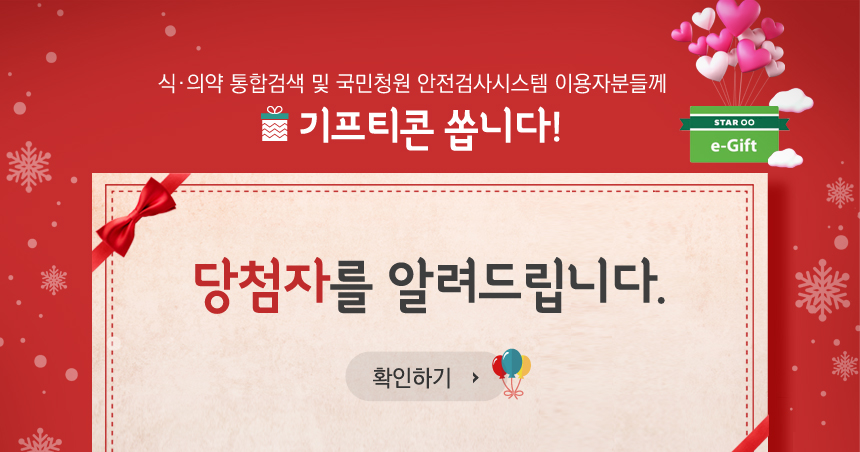 식·의약 통합검색 및 국민청원 안전검사시스템 이용자분들께
기프티콘 쏩니다!
STAR OO
e-Gift
당첨자를 알려드립니다.
확인하기